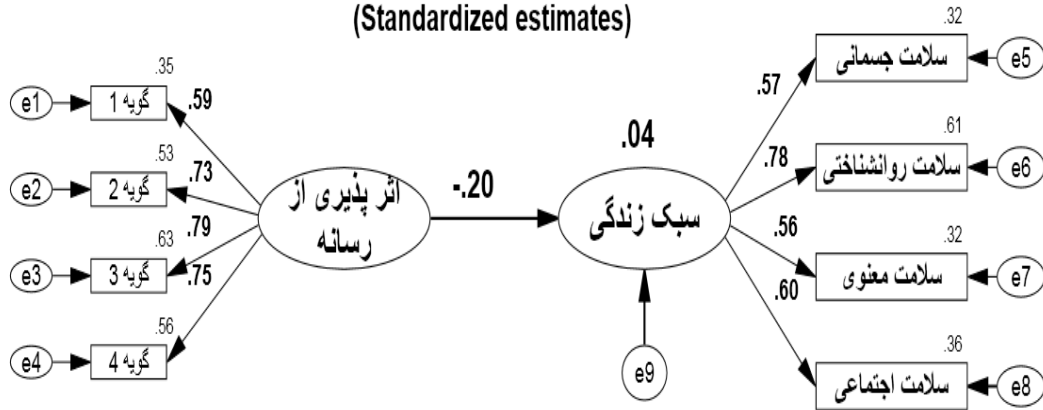 (Standardized estimates)
.35
e1
گویه 1
.59
.53
e2
گویه 2
.73
.63
e3
گویه 3
.79
.56
e4
گویه 4
.75
اثر پذیری از
رسانه
-.20
.04
سبک زندگی
e9
.32
سلامت جسمانی
e5
.57
.61
سلامت روانشناختی
e6
.78
.32
سلامت معنوی
e7
.56
.36
سلامت اجتماعی
e8
.60